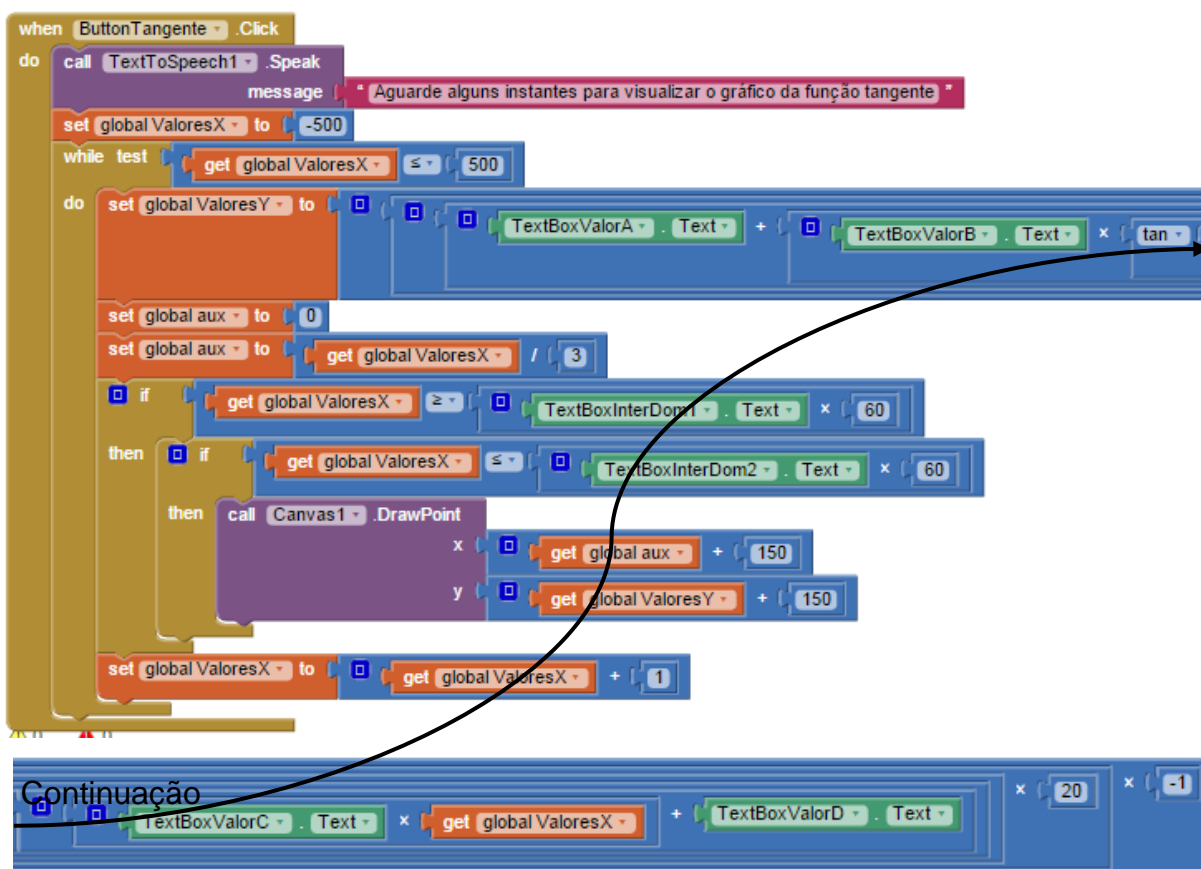 when ButtonTangente .Click
do call TextToSpeech1 .Speak
message " Aguarde alguns instantes para visualizar o gráfico da função tangente "
set global ValoresX to -500
while test get global ValoresX ≤ 500
do set global ValoresY to TextBoxValorA . Text + TextBoxValorB . Text × tan
set global aux to 0
set global aux to get global ValoresX / 3
if get global ValoresX ≥ TextBoxInterDom1 . Text × 60
then if get global ValoresX ≤ TextBoxInterDom2 . Text × 60
then call Canvas1 .DrawPoint
x get global aux + 150
y get global ValoresY + 150
set global ValoresX to get global ValoresX + 1
Continuação
TextBoxValorC . Text × get global ValoresX + TextBoxValorD . Text × 20 × -1